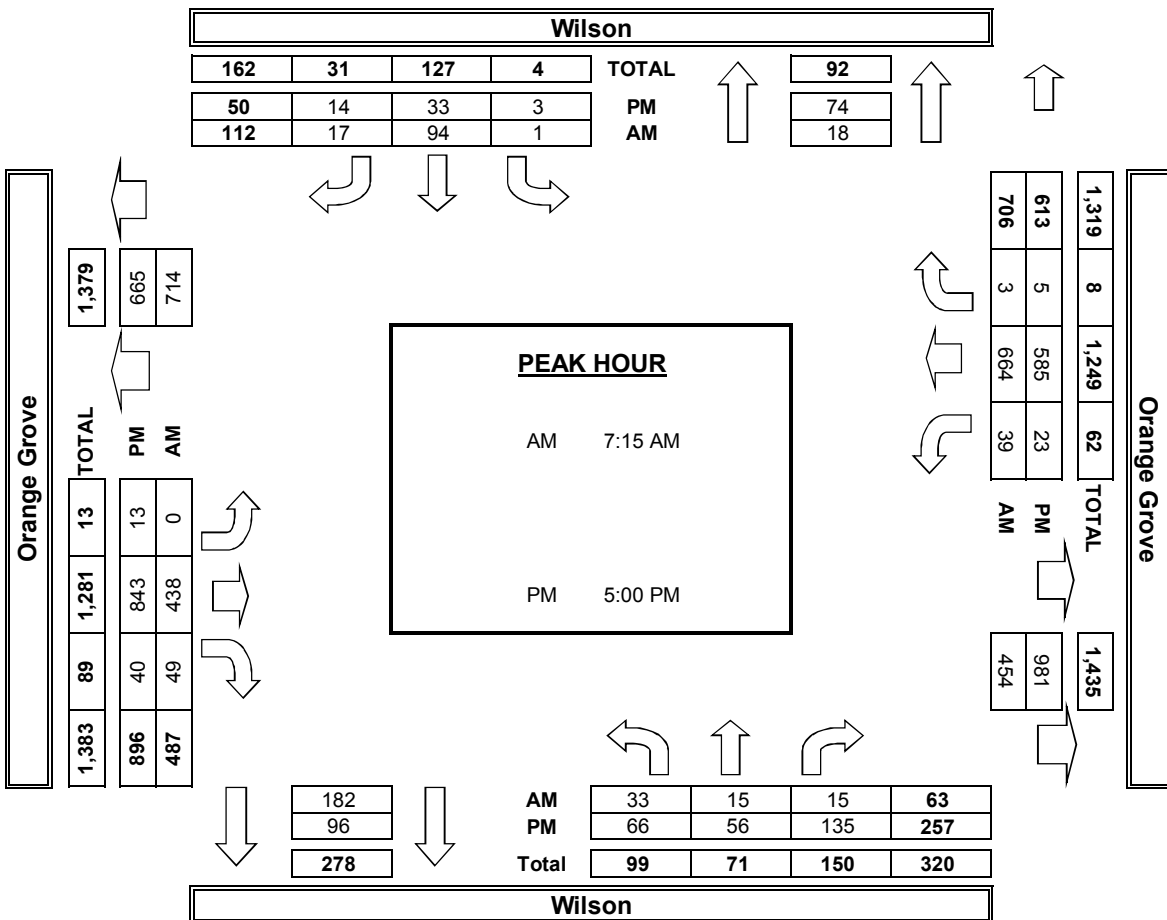 Wilson
162 31 127 4 TOTAL 92
50 14 33 3 PM 74
112 17 94 1 AM 18
Orange Grove
1,379
665
714
TOTAL PM AM
13 13 0
1,281 843 438
89 40 49
1,383 896 487
PEAK HOUR
AM 7:15 AM
PM 5:00 PM
706 613 1,319
3 5 8
664 585 1,249
39 23 62
AM PM TOTAL
454 981 1,435
Orange Grove
182 AM 33 15 15 63
96 PM 66 56 135 257
278 Total 99 71 150 320
Wilson